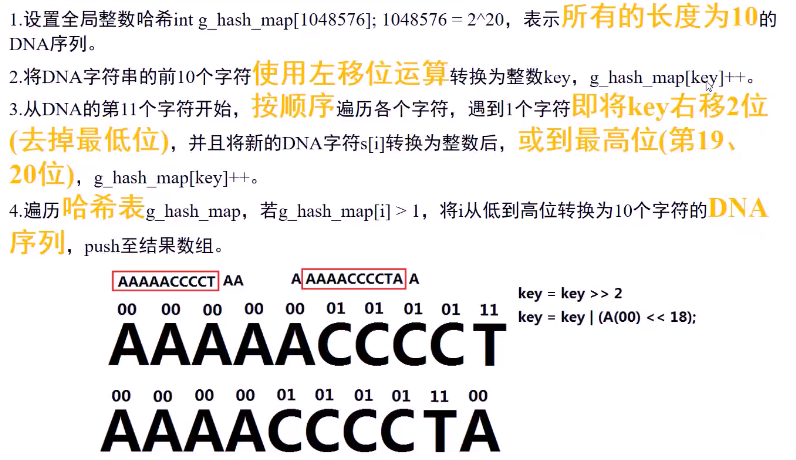 1.设置全局整数哈希int g_hash_map[1048576]; 1048576 = 2^20，表示所有的长度为10的
DNA序列。
2.将DNA字符串的前10个字符使用左移位运算转换为整数key，g_hash_map[key]++。
3.从DNA的第11个字符开始，按顺序遍历各个字符，遇到1个字符即将key右移2位
(去掉最低位)，并且将新的DNA字符s[i]转换为整数后，或到最高位(第19、
20位)，g_hash_map[key]++。
4.遍历哈希表g_hash_map，若g_hash_map[i] > 1，将i从低到高位转换为10个字符的DNA
序列，push至结果数组。
AAAAACCCCT AA A AAAACCCCTA A
00 00 00 00 00 01 01 01 01 11
AAAAACCCCT
key = key >> 2
key = key | (A(00) << 18);
00 00 00 00 01 01 01 01 11 00
AAAACCCCTA